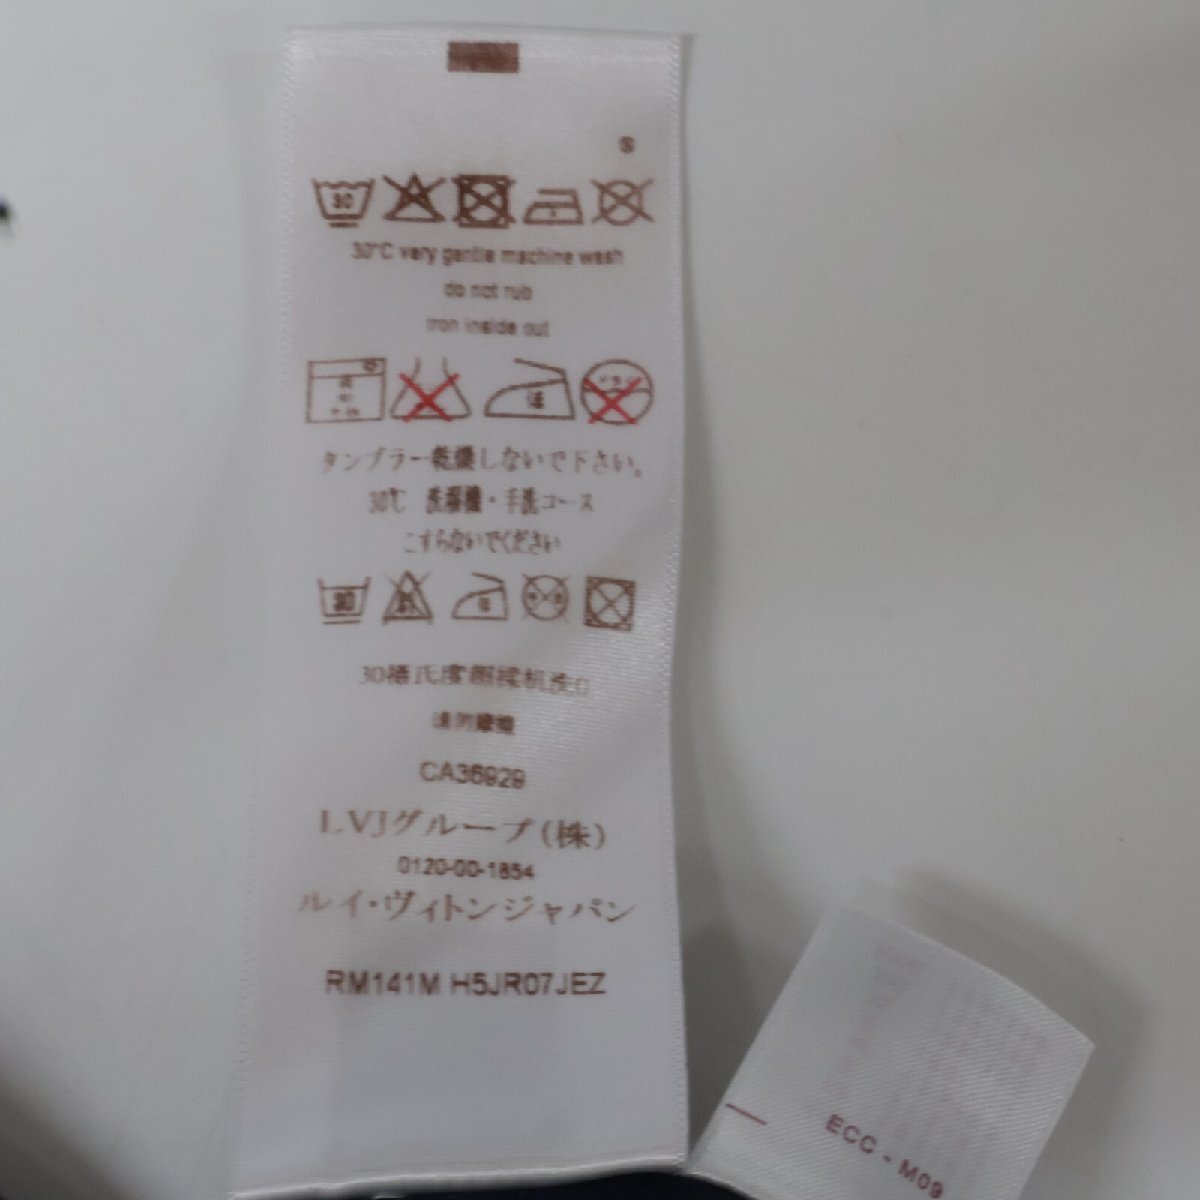 S
30
30°C very gentle machine wash
do not rub
iron inside out
タンブラー乾燥しないで下さい。
30℃ 洗濯機・手洗コース
こすらないでください
30
CA36929
LVJグループ(株)
0120-00-1854
ルイ・ヴィトンジャパン
RM141M H5JR07JEZ
ECC - M09